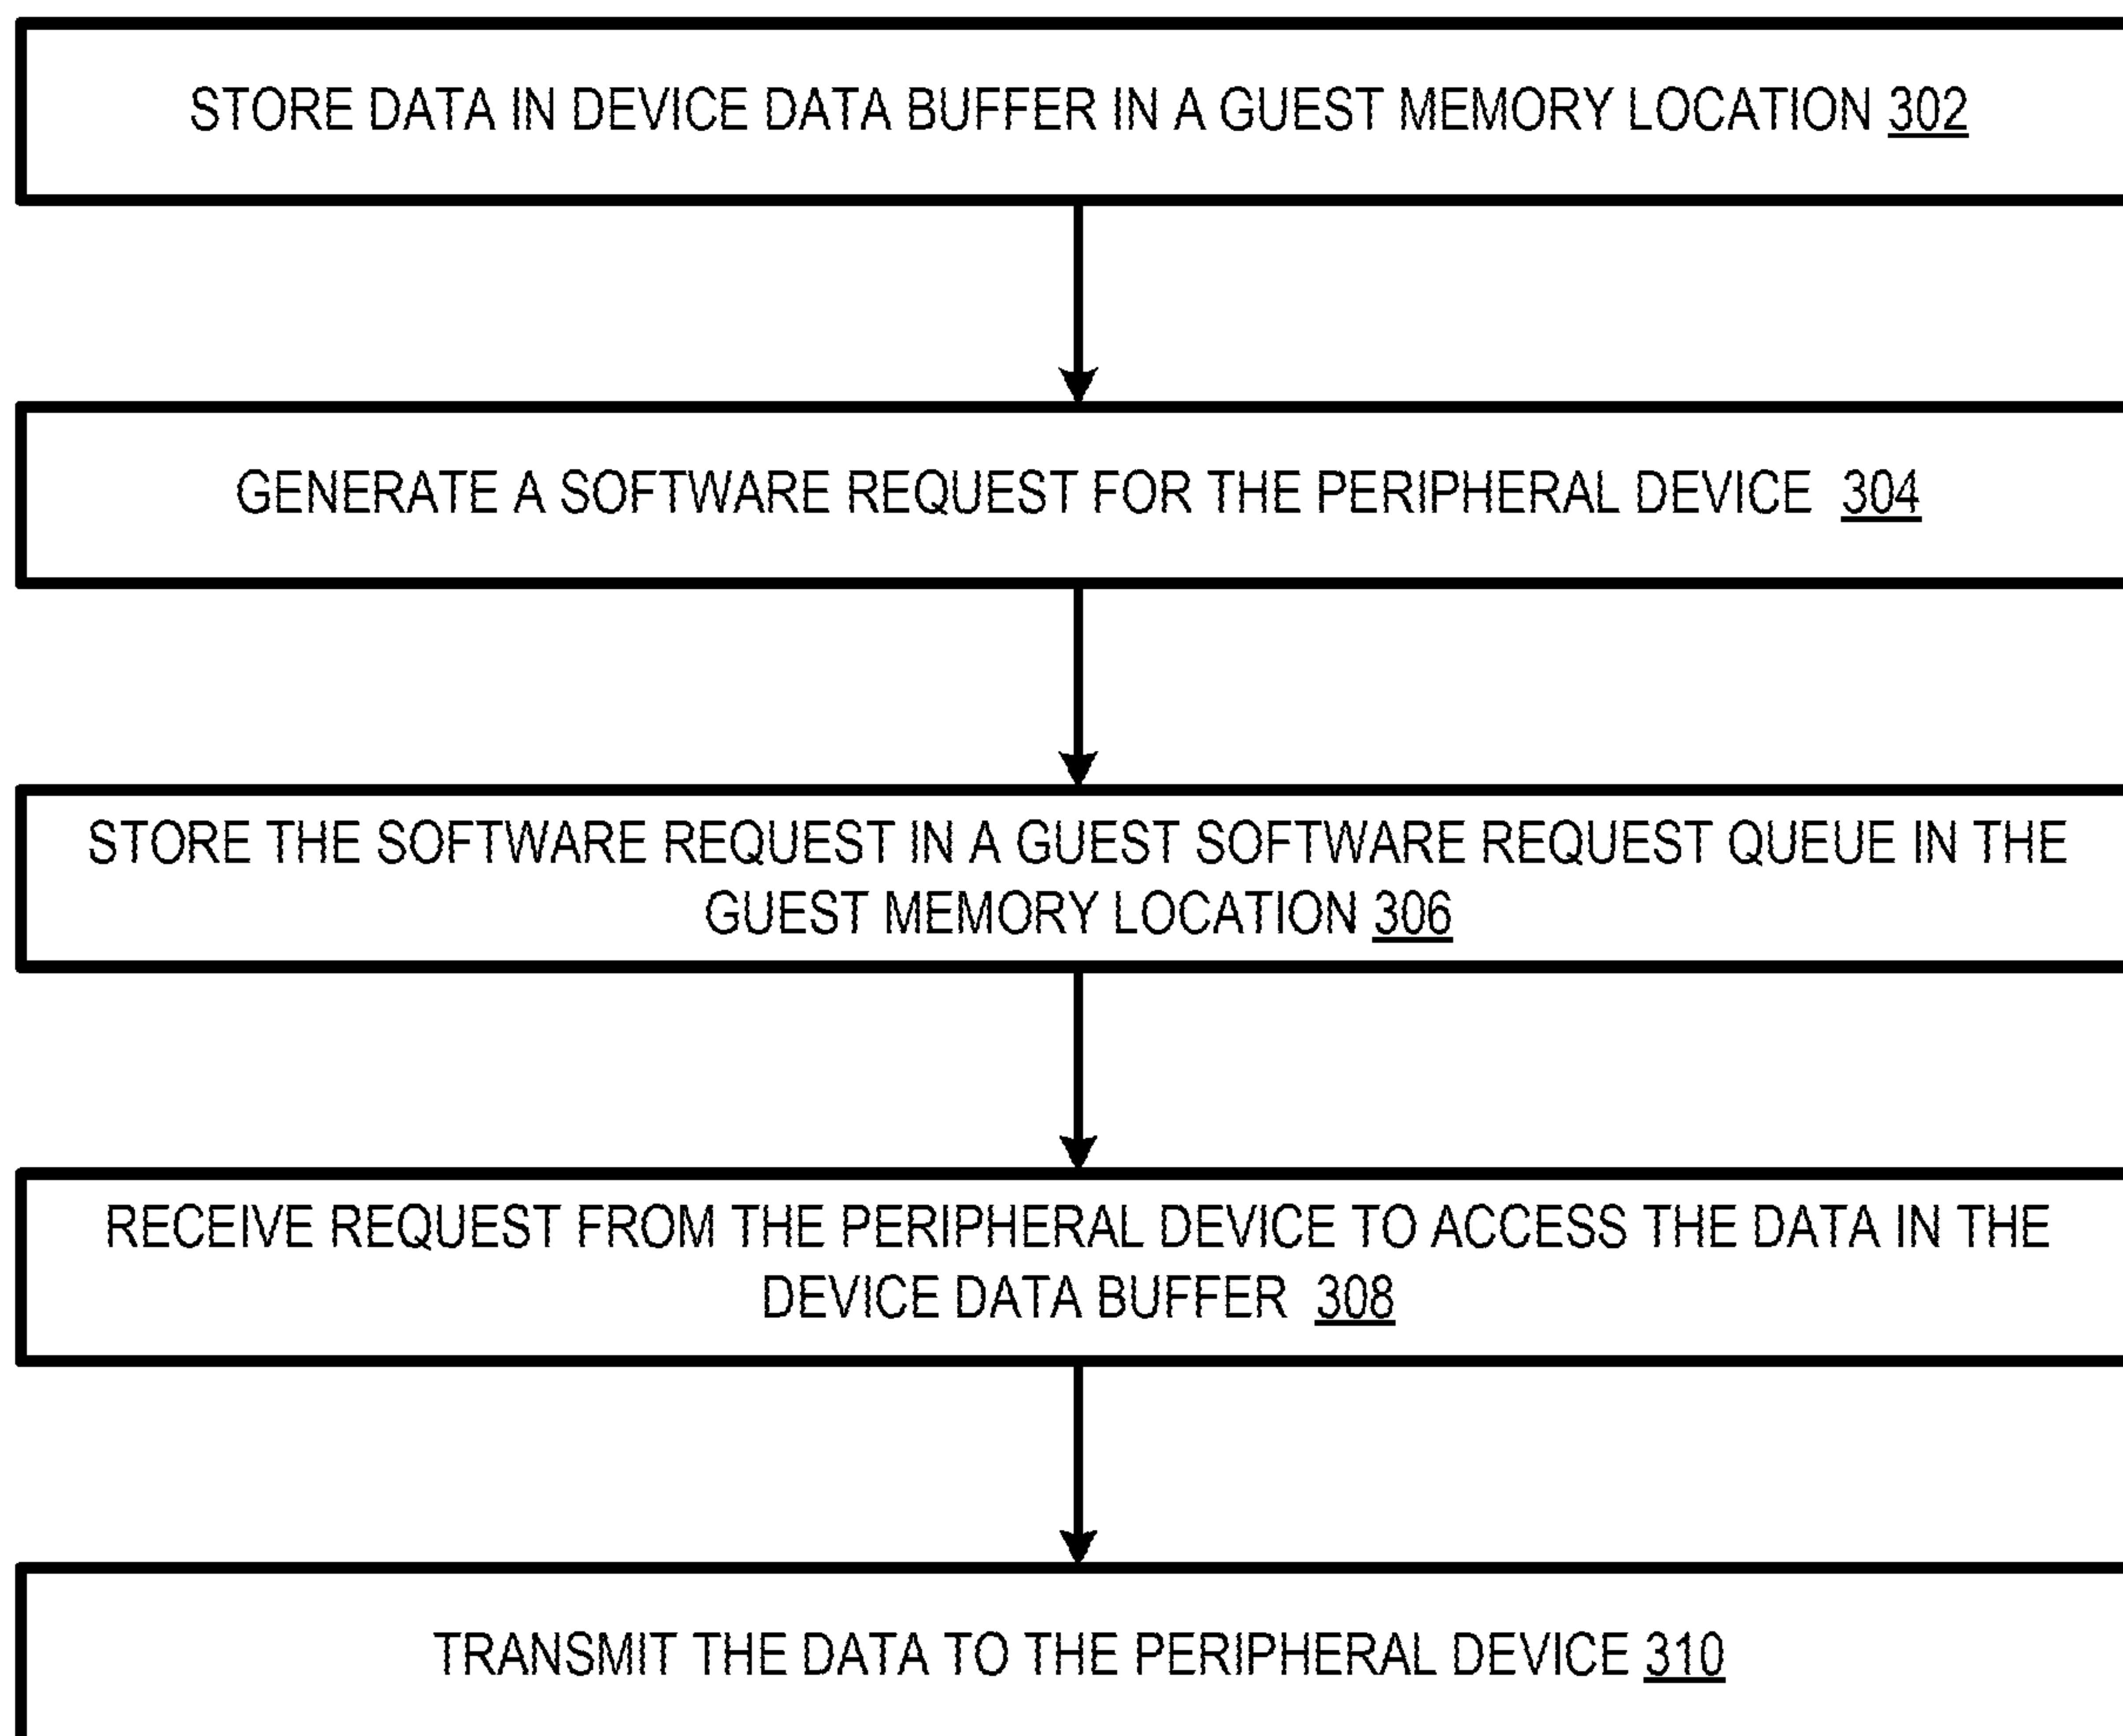 STORE DATA IN DEVICE DATA BUFFER IN A GUEST MEMORY LOCATION 302
GENERATE A SOFTWARE REQUEST FOR THE PERIPHERAL DEVICE 304
STORE THE SOFTWARE REQUEST IN A GUEST SOFTWARE REQUEST QUEUE IN THE
GUEST MEMORY LOCATION 306
RECEIVE REQUEST FROM THE PERIPHERAL DEVICE TO ACCESS THE DATA IN THE
DEVICE DATA BUFFER 308
TRANSMIT THE DATA TO THE PERIPHERAL DEVICE 310